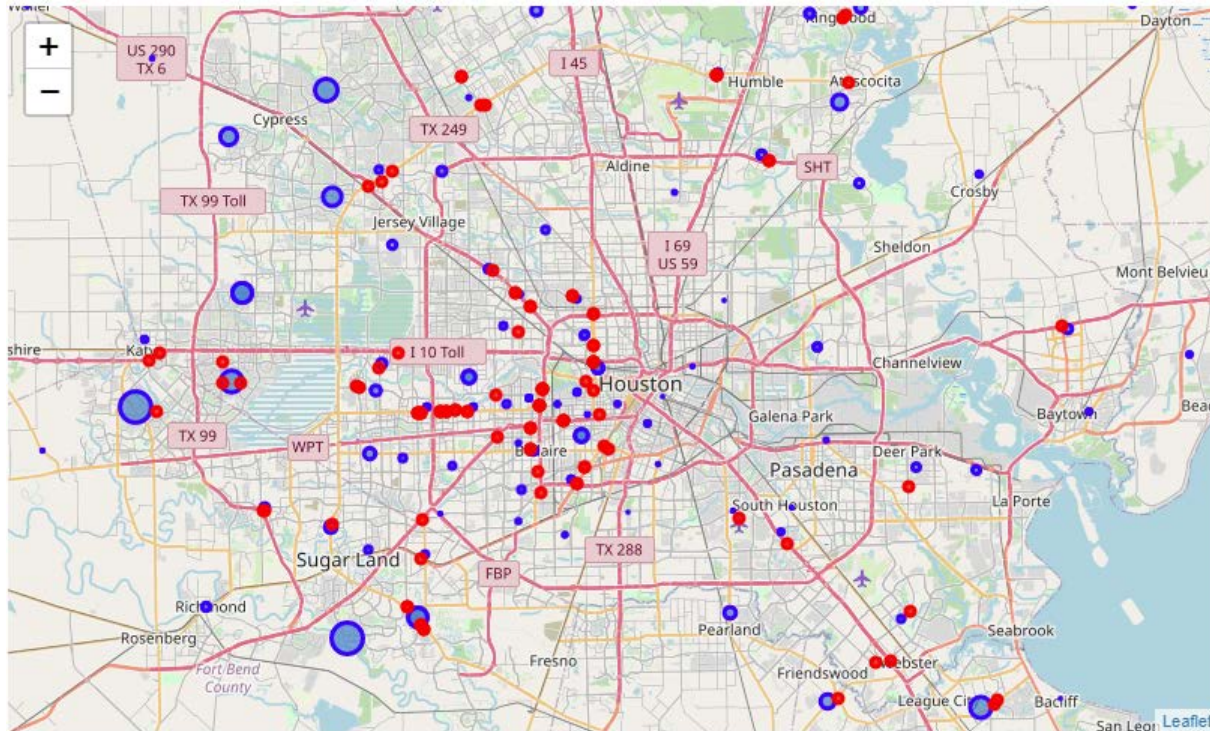 Waller
Kingwood
Dayton
+
−
US 290
TX 6
I 45
Humble
Atascocita
Cypress
TX 249
Aldine
SHT
TX 99 Toll
Crosby
Jersey Village
I 69
US 59
Sheldon
Mont Belvieu
shire
Katy
I 10 Toll
Channelview
Houston
Galena Park
Baytown
Beac
TX 99
WPT
Bellaire
Pasadena
Deer Park
La Porte
South Houston
Sugar Land
TX 288
FBP
Richmond
Rosenberg
Pearland
Seabrook
Fort Bend
County
Fresno
Friendswood
Webster
League City
Bacliff
San Leon
Leaflet